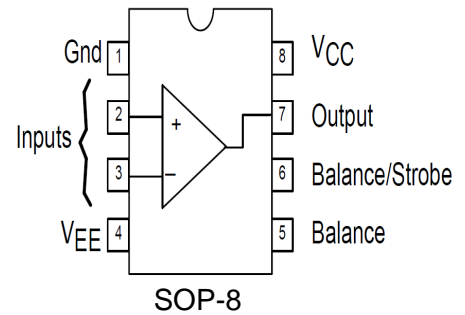 Gnd 1 8 VCC
2 + 7 Output
Inputs
3 − 6 Balance/Strobe
VEE 4 5 Balance
SOP-8